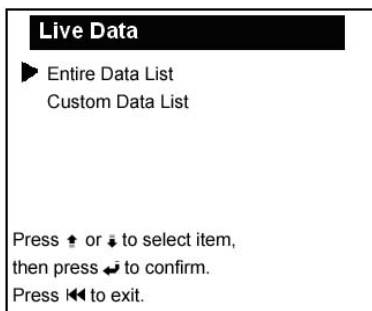 Live Data
Entire Data List
Custom Data List
Press ⬆ or ⬇ to select item,
then press ↵ to confirm.
Press ⏮ to exit.